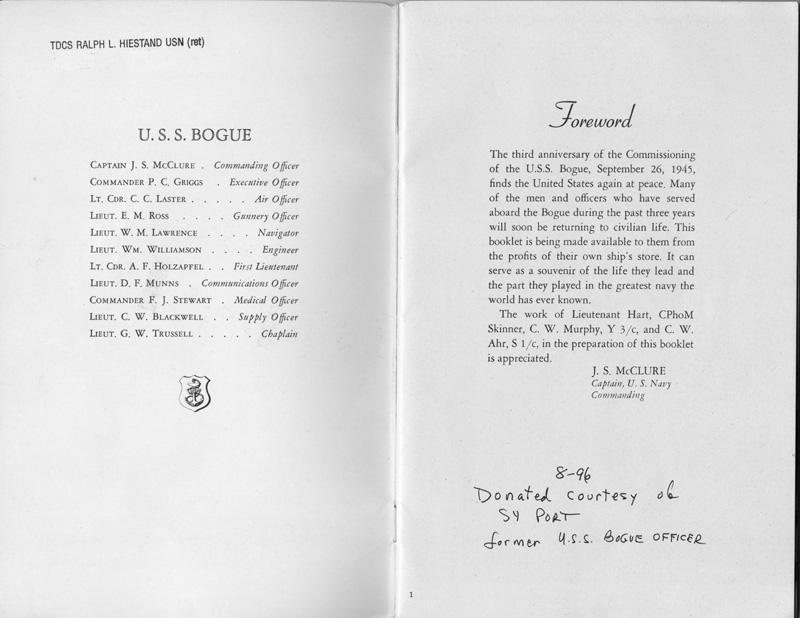 TDCS RALPH L. HIESTAND USN (ret)
U. S. S. BOGUE
CAPTAIN J. S. MCCLURE . Commanding Officer
COMMANDER P. C. GRIGGS . Executive Officer
LT. CDR. C. C. LASTER . . . . . Air Officer
LIEUT. E. M. ROSS . . . . Gunnery Officer
LIEUT. W. M. LAWRENCE . . . . Navigator
LIEUT. WM. WILLIAMSON . . . . Engineer
LT. CDR. A. F. HOLZAPFEL . . First Lieutenant
LIEUT. D. F. MUNNS . Communications Officer
COMMANDER F. J. STEWART . Medical Officer
LIEUT. C. W. BLACKWELL . . Supply Officer
LIEUT. G. W. TRUSSELL . . . . . Chaplain
Foreword
The third anniversary of the Commissioning
of the U.S.S. Bogue, September 26, 1945,
finds the United States again at peace. Many
of the men and officers who have served
aboard the Bogue during the past three years
will soon be returning to civilian life. This
booklet is being made available to them from
the profits of their own ship's store. It can
serve as a souvenir of the life they lead and
the part they played in the greatest navy the
world has ever known.
The work of Lieutenant Hart, CPhoM
Skinner, C. W. Murphy, Y 3/c, and C. W.
Ahr, S 1/c, in the preparation of this booklet
is appreciated.
J. S. McCLURE
Captain, U. S. Navy
Commanding
8-96
Donated courtesy of
SY PORT
former U.S.S. BOGUE OFFICER
1